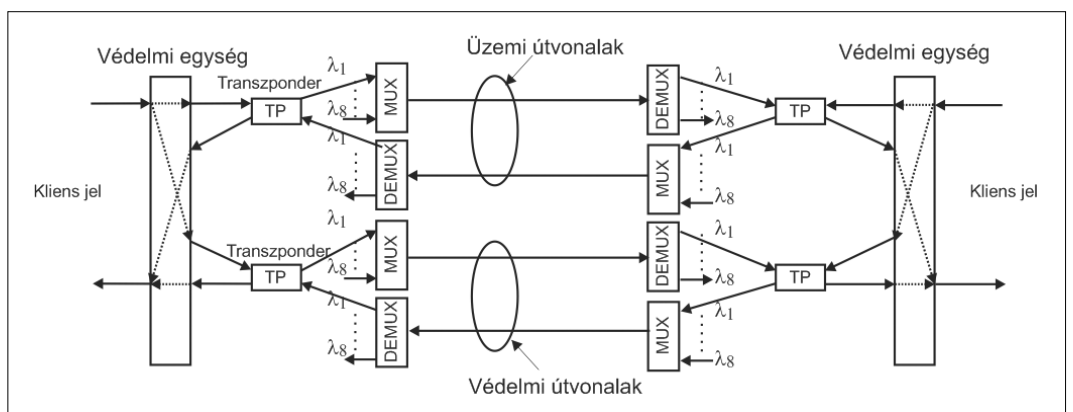 Üzemi útvonalak
Védelmi egység
Védelmi egység
Transzponder
λ1
MUX
DEMUX
λ1
TP
λ8
λ8
TP
λ1
DEMUX
MUX
λ1
λ8
λ8
Kliens jel
Kliens jel
Transzponder
λ1
MUX
DEMUX
λ1
TP
λ8
λ8
TP
λ1
DEMUX
MUX
λ1
λ8
λ8
Védelmi útvonalak